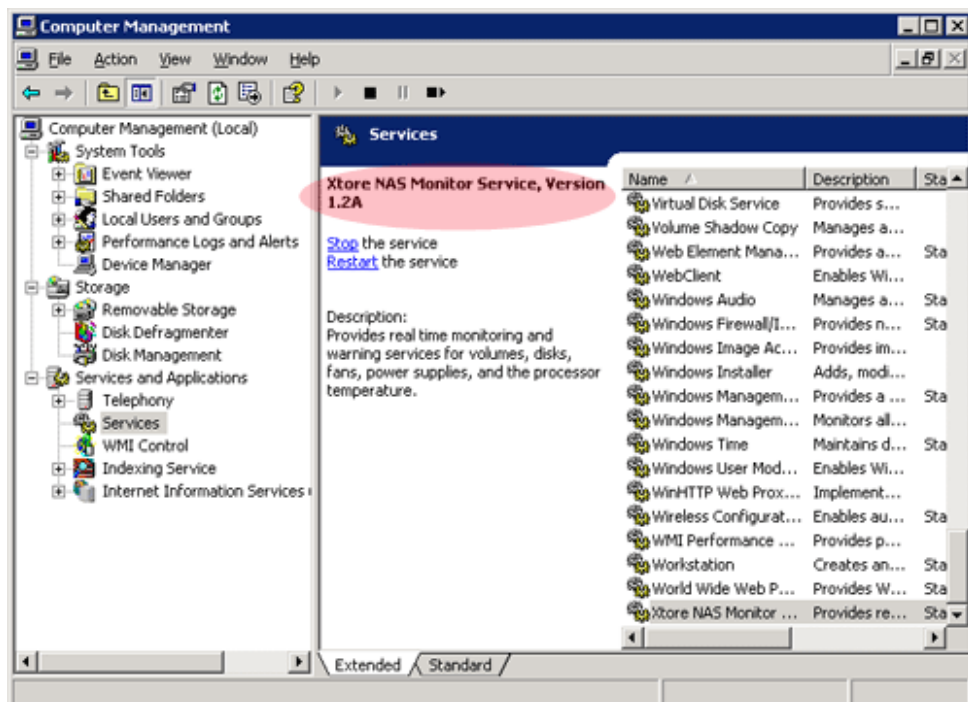 Computer Management
File Action View Window Help
Computer Management (Local)
System Tools
Event Viewer
Shared Folders
Local Users and Groups
Performance Logs and Alerts
Device Manager
Storage
Removable Storage
Disk Defragmenter
Disk Management
Services and Applications
Telephony
Services
WMI Control
Indexing Service
Internet Information Services
Services
Xtore NAS Monitor Service, Version
1.2A
Stop the service
Restart the service
Description:
Provides real time monitoring and
warning services for volumes, disks,
fans, power supplies, and the processor
temperature.
Name Description Sta
Virtual Disk Service Provides s...
Volume Shadow Copy Manages a...
Web Element Mana... Provides a... Sta
WebClient Enables Wi...
Windows Audio Manages a... Sta
Windows Firewall/I... Provides n... Sta
Windows Image Ac... Provides im...
Windows Installer Adds, modi...
Windows Managem... Provides a ... Sta
Windows Managem... Monitors all...
Windows Time Maintains d... Sta
Windows User Mod... Enables Wi...
WinHTTP Web Prox... Implement...
Wireless Configurat... Enables au... Sta
WMI Performance ... Provides p...
Workstation Creates an... Sta
World Wide Web P... Provides W... Sta
Xtore NAS Monitor ... Provides re... Sta
Extended Standard